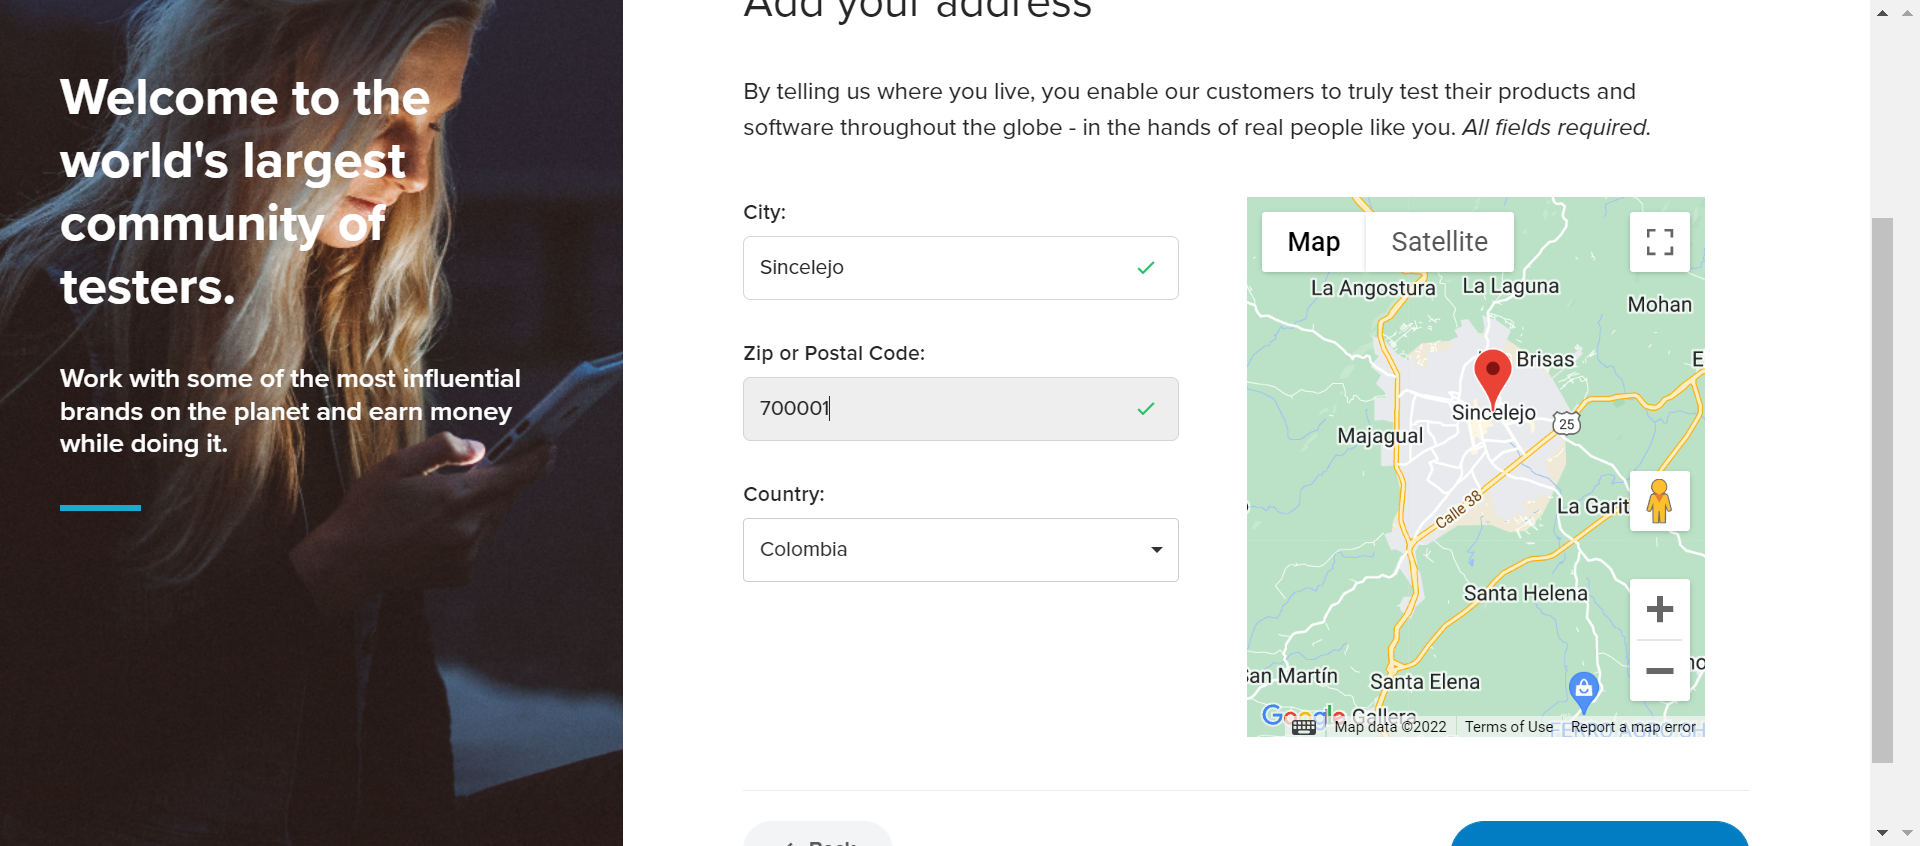 Welcome to the
world's largest
community of
testers.
Work with some of the most influential
brands on the planet and earn money
while doing it.
Add your address
By telling us where you live, you enable our customers to truly test their products and
software throughout the globe - in the hands of real people like you. All fields required.
City:
Sincelejo
Zip or Postal Code:
700001
Country:
Colombia
Map
Satellite
La Angostura
La Laguna
Mohan
Brisas
E
Sincelejo
25
Majagual
Calle 38
La Garit
Santa Helena
San Martín
Santa Elena
Google
Gallera
Map data ©2022
Terms of Use
Report a map error
Back